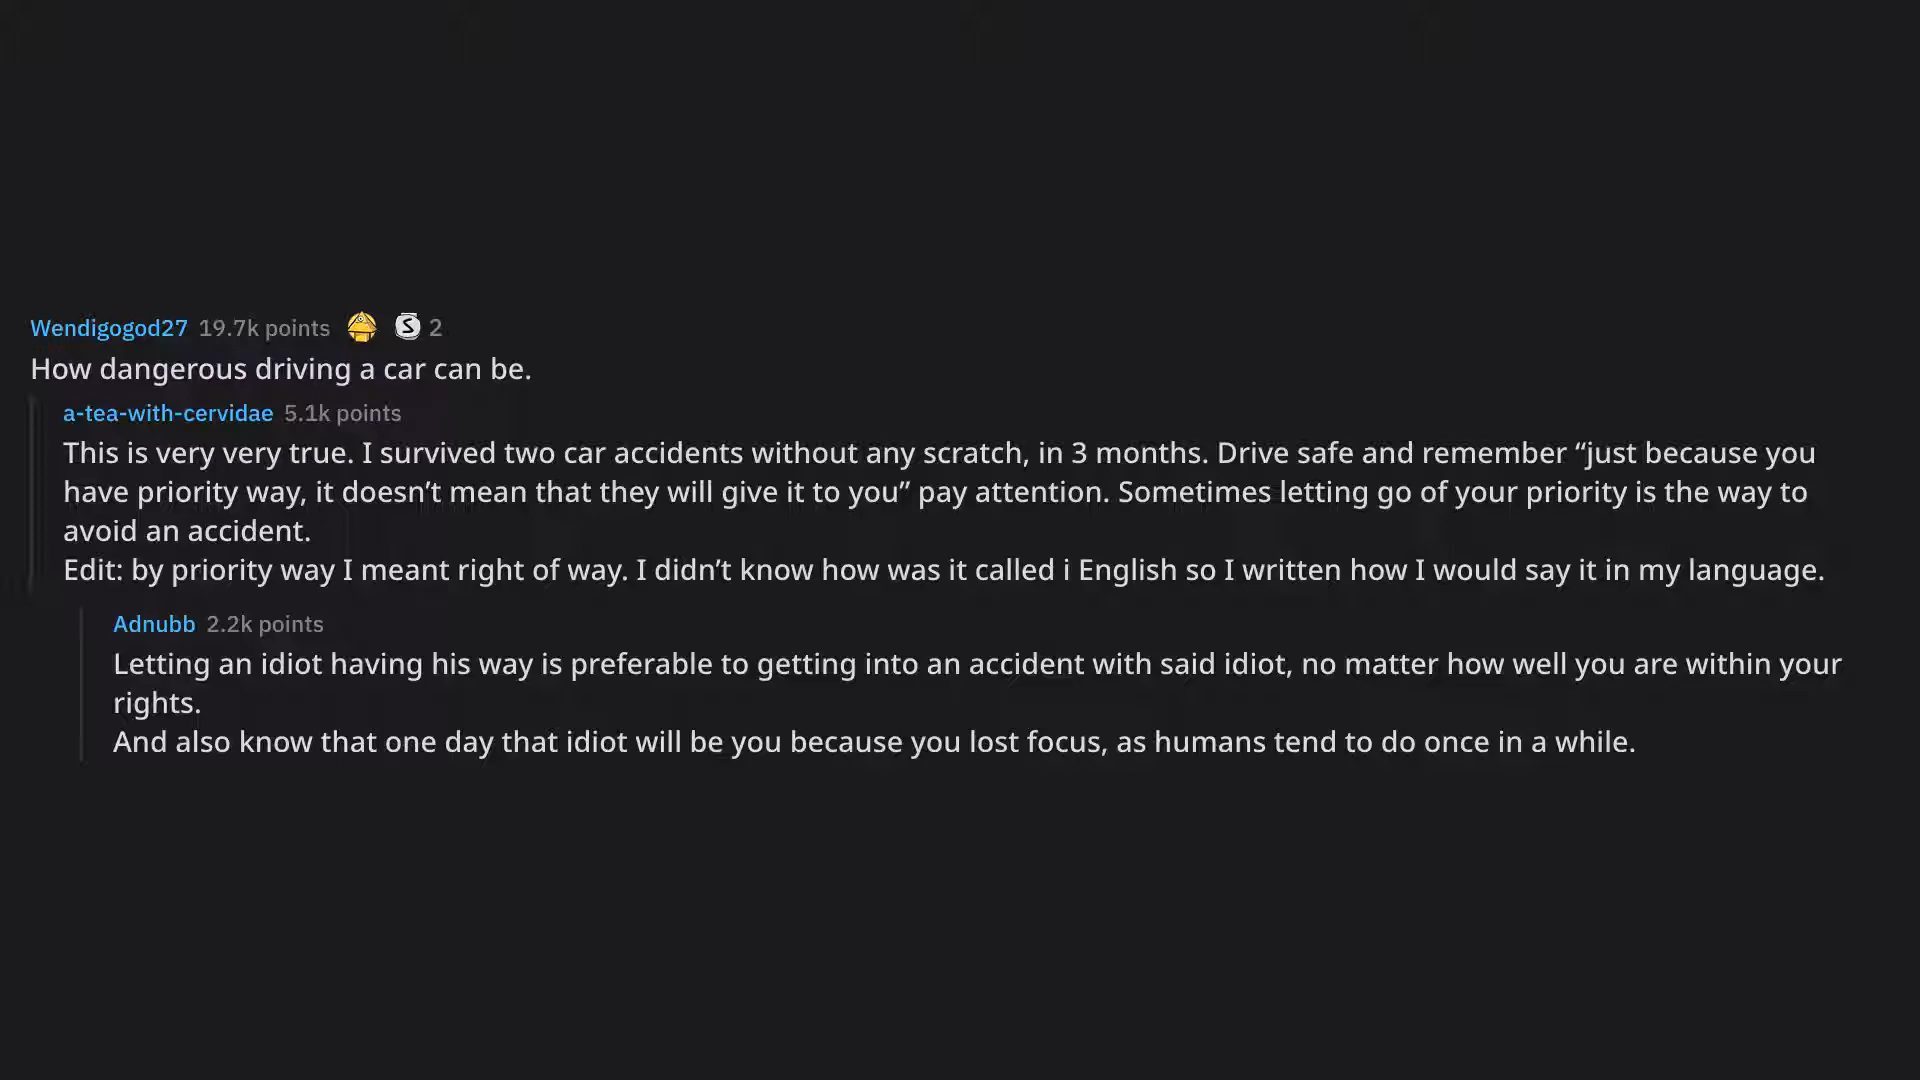 Wendigogod27 19.7k points 2
How dangerous driving a car can be.
a-tea-with-cervidae 5.1k points
This is very very true. I survived two car accidents without any scratch, in 3 months. Drive safe and remember “just because you
have priority way, it doesn’t mean that they will give it to you” pay attention. Sometimes letting go of your priority is the way to
avoid an accident.
Edit: by priority way I meant right of way. I didn’t know how was it called i English so I written how I would say it in my language.
Adnubb 2.2k points
Letting an idiot having his way is preferable to getting into an accident with said idiot, no matter how well you are within your
rights.
And also know that one day that idiot will be you because you lost focus, as humans tend to do once in a while.